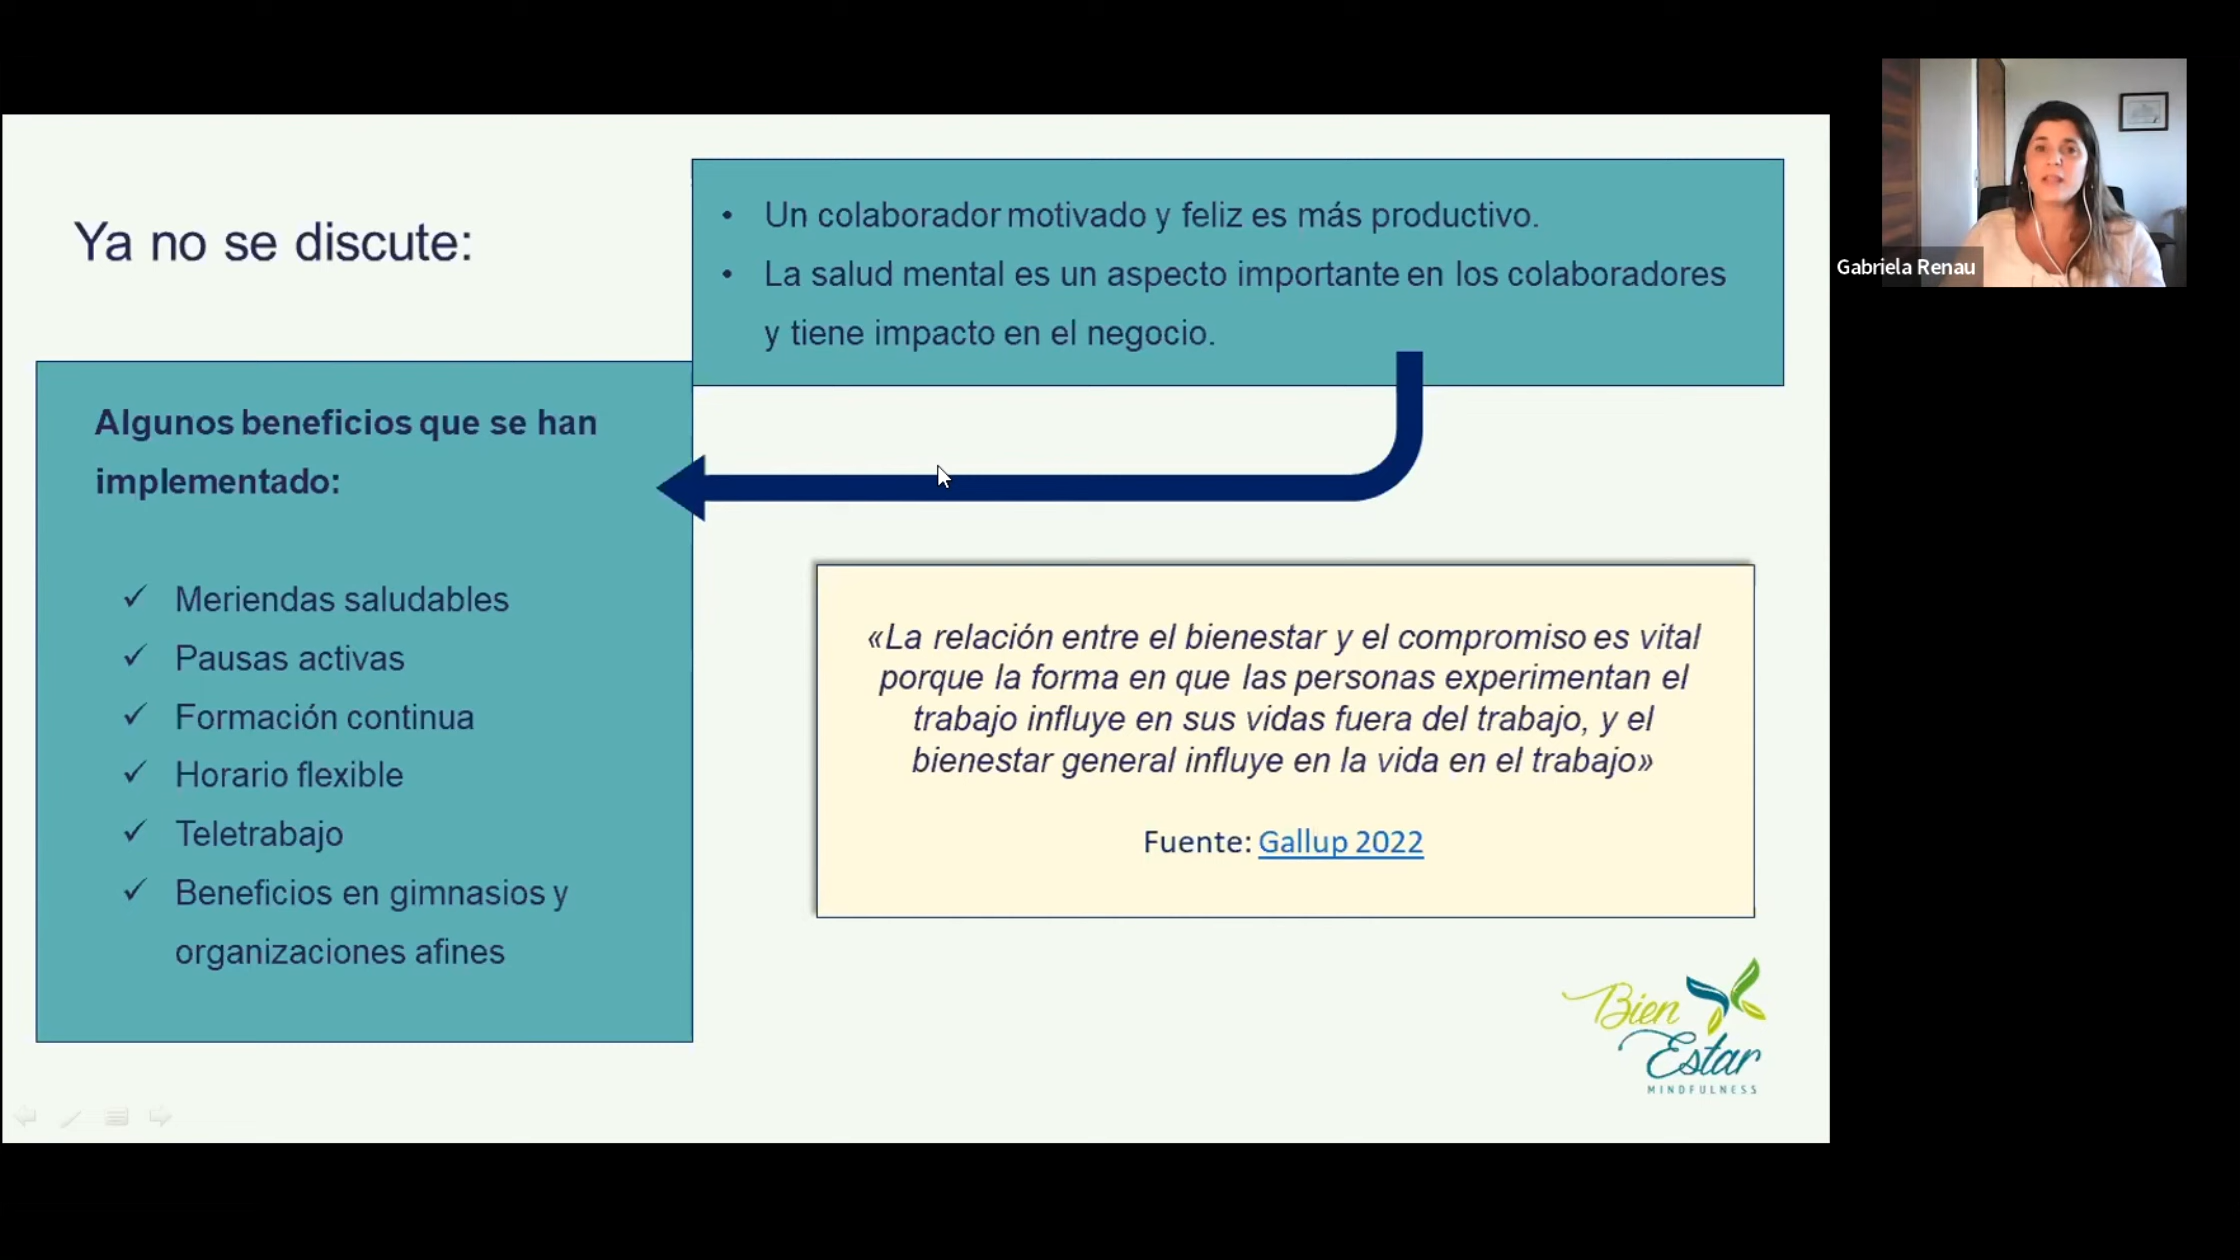 Ya no se discute:
• Un colaborador motivado y feliz es más productivo.
• La salud mental es un aspecto importante en los colaboradores
y tiene impacto en el negocio.
Gabriela Renau
Algunos beneficios que se han
implementado:
✓ Meriendas saludables
✓ Pausas activas
✓ Formación continua
✓ Horario flexible
✓ Teletrabajo
✓ Beneficios en gimnasios y
organizaciones afines
«La relación entre el bienestar y el compromiso es vital
porque la forma en que las personas experimentan el
trabajo influye en sus vidas fuera del trabajo, y el
bienestar general influye en la vida en el trabajo»
Fuente: Gallup 2022
Bien
Estar
MINDFULNESS